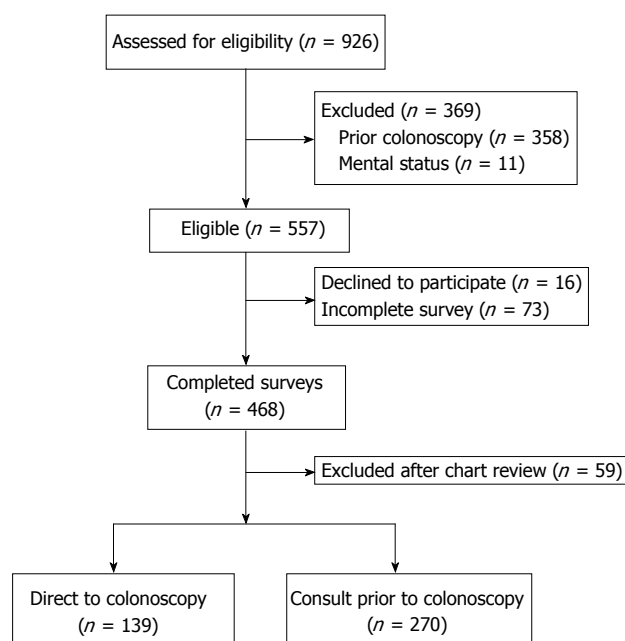 Assessed for eligibility (n = 926)
Excluded (n = 369)
Prior colonoscopy (n = 358)
Mental status (n = 11)
Eligible (n = 557)
Declined to participate (n = 16)
Incomplete survey (n = 73)
Completed surveys
(n = 468)
Excluded after chart review (n = 59)
Direct to colonoscopy
(n = 139)
Consult prior to colonoscopy
(n = 270)